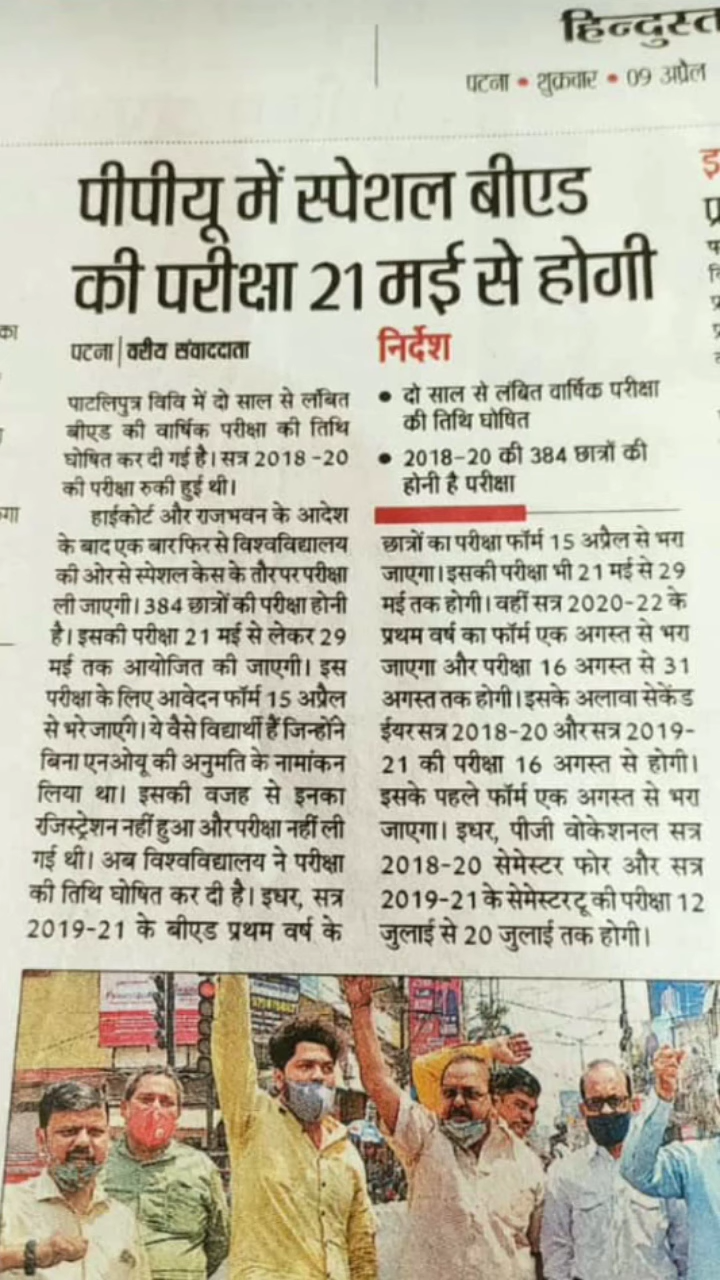 हिन्दुस्त
पटना • शुक्रवार • 09 अप्रैल
पीपीयू में स्पेशल बीएड
की परीक्षा 21 मई से होगी
पटना | वरीय संवाददाता
पाटलिपुत्र विवि में दो साल से लंबित
बीएड की वार्षिक परीक्षा की तिथि
घोषित कर दी गई है। सत्र 2018-20
की परीक्षा रुकी हुई थी।
हाईकोर्ट और राजभवन के आदेश
के बाद एक बार फिर से विश्वविद्यालय
की ओर से स्पेशल केस के तौर पर परीक्षा
ली जाएगी। 384 छात्रों की परीक्षा होनी
है। इसकी परीक्षा 21 मई से लेकर 29
मई तक आयोजित की जाएगी। इस
परीक्षा के लिए आवेदन फॉर्म 15 अप्रैल
से भरे जाएंगे। ये वैसे विद्यार्थी हैं जिन्होंने
बिना एनओयू की अनुमति के नामांकन
लिया था। इसकी वजह से इनका
रजिस्ट्रेशन नहीं हुआ और परीक्षा नहीं ली
गई थी। अब विश्वविद्यालय ने परीक्षा
की तिथि घोषित कर दी है। इधर, सत्र
2019-21 के बीएड प्रथम वर्ष के
निर्देश
• दो साल से लंबित वार्षिक परीक्षा
की तिथि घोषित
• 2018-20 की 384 छात्रों की
होनी है परीक्षा
छात्रों का परीक्षा फॉर्म 15 अप्रैल से भरा
जाएगा। इसकी परीक्षा भी 21 मई से 29
मई तक होगी। वहीं सत्र 2020-22 के
प्रथम वर्ष का फॉर्म एक अगस्त से भरा
जाएगा और परीक्षा 16 अगस्त से 31
अगस्त तक होगी। इसके अलावा सेकेंड
ईयर सत्र 2018-20 और सत्र 2019-
21 की परीक्षा 16 अगस्त से होगी।
इसके पहले फॉर्म एक अगस्त से भरा
जाएगा। इधर, पीजी वोकेशनल सत्र
2018-20 सेमेस्टर फोर और सत्र
2019-21 के सेमेस्टर टू की परीक्षा 12
जुलाई से 20 जुलाई तक होगी।